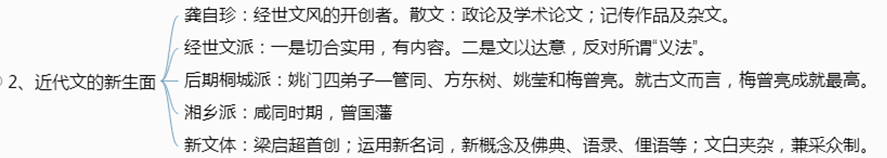 龚自珍：经世文风的开创者。散文：政论及学术论文；记传作品及杂文。
经世文派：一是切合实用，有内容。二是文以达意，反对所谓“义法”。
2、近代文的新生面
后期桐城派：姚门四弟子—管同、方东树、姚莹和梅曾亮。就古文而言，梅曾亮成就最高。
湘乡派：咸同时期，曾国藩
新文体：梁启超首创；运用新名词，新概念及佛典、语录、俚语等；文白夹杂，兼采众制。